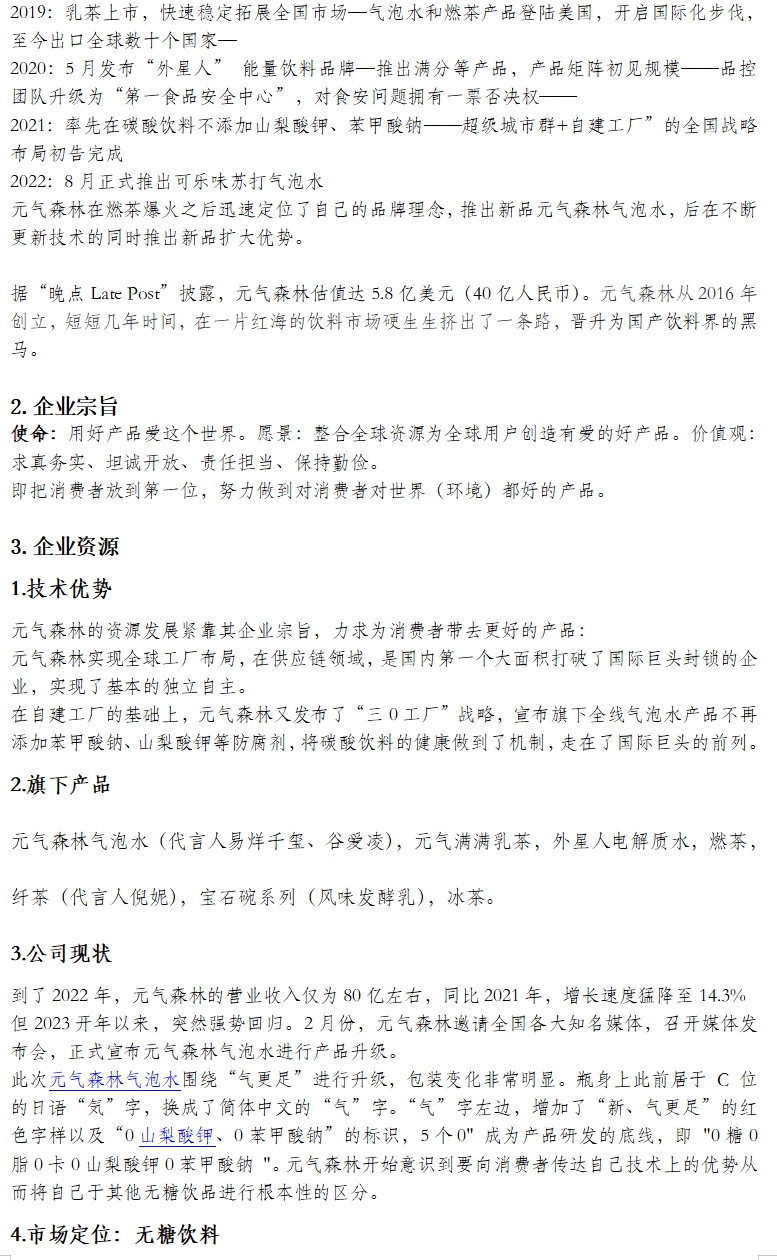 2019：乳茶上市，快速稳定拓展全国市场—气泡水和燃茶产品登陆美国，开启国际化步伐，
至今出口全球数十个国家—
2020：5 月发布“外星人” 能量饮料品牌—推出满分等产品，产品矩阵初见规模——品控
团队升级为“第一食品安全中心”，对食安问题拥有一票否决权——
2021：率先在碳酸饮料不添加山梨酸钾、苯甲酸钠——超级城市群+自建工厂”的全国战略
布局初告完成
2022：8 月正式推出可乐味苏打气泡水
元气森林在燃茶爆火之后迅速定位了自己的品牌理念，推出新品元气森林气泡水，后在不断
更新技术的同时推出新品扩大优势。
据“晚点 Late Post”披露，元气森林估值达 5.8 亿美元（40 亿人民币）。元气森林从 2016 年
创立，短短几年时间，在一片红海的饮料市场硬生生挤出了一条路，晋升为国产饮料界的黑
马。
2. 企业宗旨
使命：用好产品爱这个世界。愿景：整合全球资源为全球用户创造有爱的好产品。价值观：
求真务实、坦诚开放、责任担当、保持勤俭。
即把消费者放到第一位，努力做到对消费者对世界（环境）都好的产品。
3. 企业资源
1.技术优势
元气森林的资源发展紧靠其企业宗旨，力求为消费者带去更好的产品：
元气森林实现全球工厂布局，在供应链领域，是国内第一个大面积打破了国际巨头封锁的企
业，实现了基本的独立自主。
在自建工厂的基础上，元气森林又发布了“三 0 工厂”战略，宣布旗下全线气泡水产品不再
添加苯甲酸钠、山梨酸钾等防腐剂，将碳酸饮料的健康做到了机制，走在了国际巨头的前列。
2.旗下产品
元气森林气泡水（代言人易烊千玺、谷爱凌），元气满满乳茶，外星人电解质水，燃茶，
纤茶（代言人倪妮），宝石碗系列（风味发酵乳），冰茶。
3.公司现状
到了 2022 年，元气森林的营业收入仅为 80 亿左右，同比 2021 年，增长速度猛降至 14.3%
但 2023 开年以来，突然强势回归。2 月份，元气森林邀请全国各大知名媒体，召开媒体发
布会，正式宣布元气森林气泡水进行产品升级。
此次元气森林气泡水围绕“气更足”进行升级，包装变化非常明显。瓶身上此前居于 C 位
的日语“気”字，换成了简体中文的“气”字。“气”字左边，增加了“新、气更足”的红
色字样以及“0 山梨酸钾、0 苯甲酸钠”的标识，5 个 0" 成为产品研发的底线，即 "0 糖 0
脂 0 卡 0 山梨酸钾 0 苯甲酸钠 "。元气森林开始意识到要向消费者传达自己技术上的优势从
而将自己于其他无糖饮品进行根本性的区分。
4.市场定位：无糖饮料